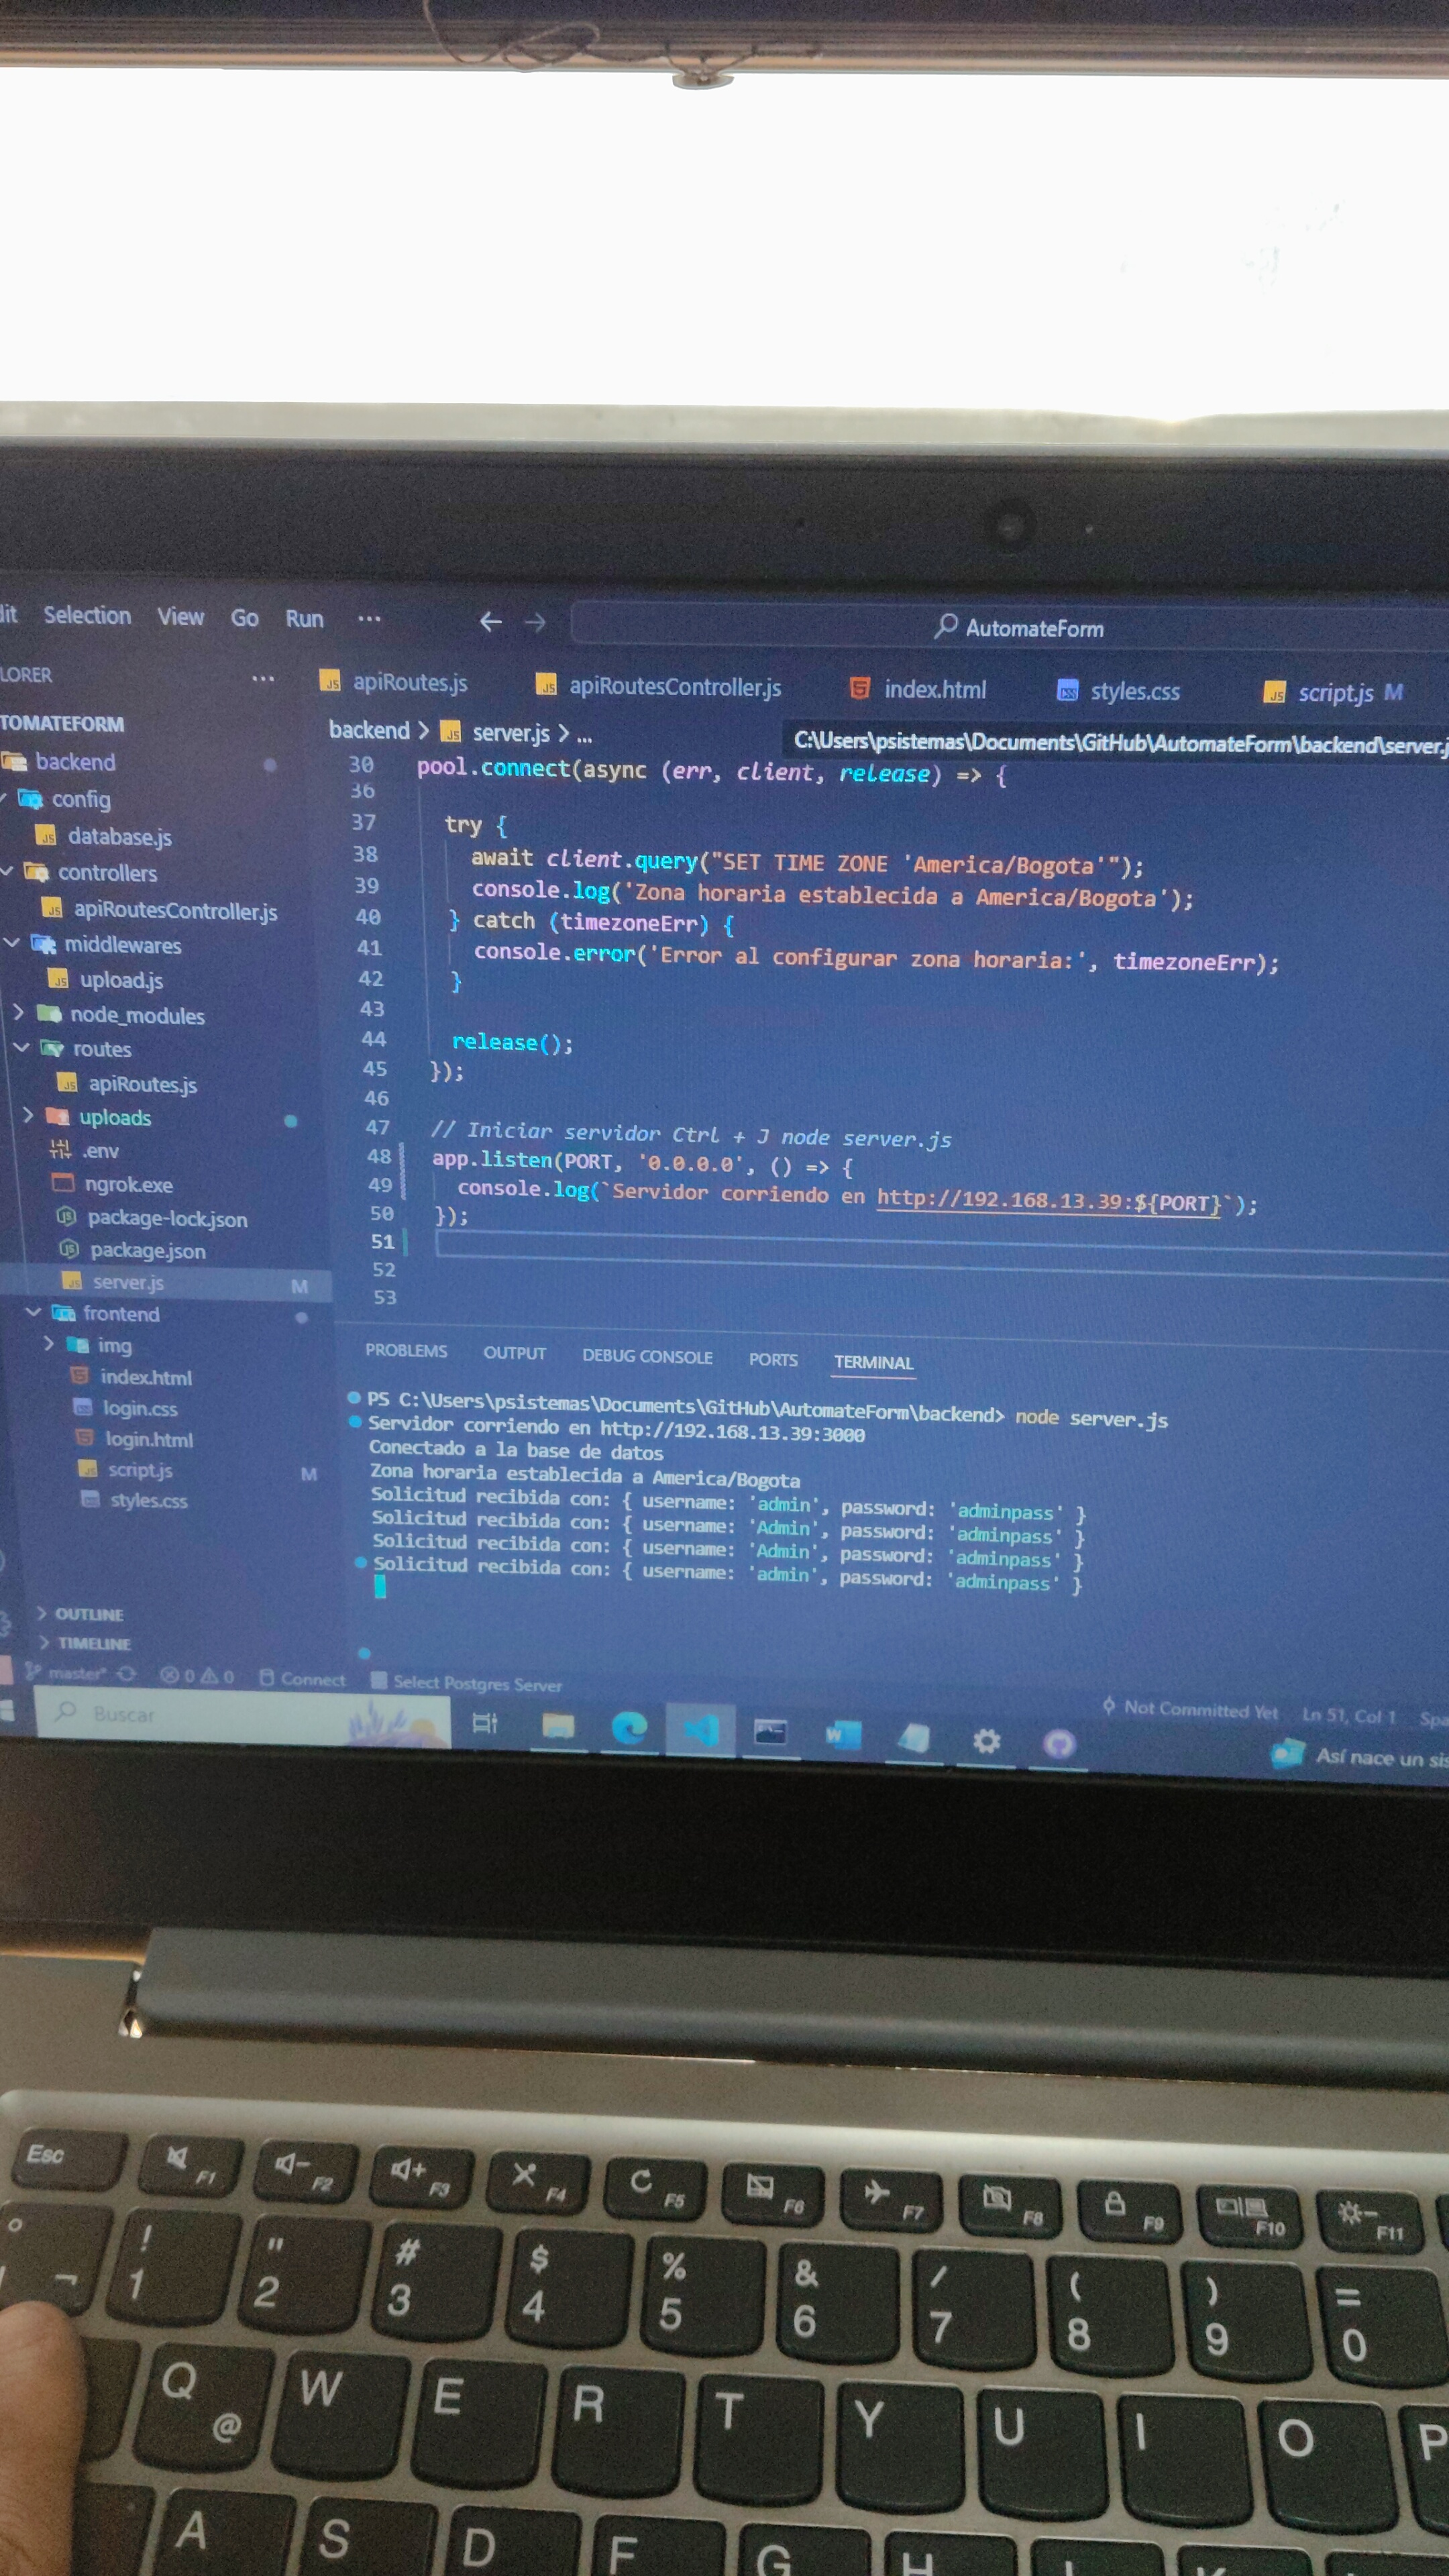 Selection View Go Run ...
AutomateForm
LORER ...
apiRoutes.js apiRoutesController.js index.html styles.css script.js M
TOMATEFORM
backend
config
database.js
controllers
apiRoutesController.js
middlewares
upload.js
node_modules
routes
apiRoutes.js
uploads
.env
ngrok.exe
package-lock.json
package.json
server.js M
frontend
img
index.html
login.css
login.html
script.js M
styles.css
OUTLINE
TIMELINE
backend > server.js > ...
C:\Users\psistemas\Documents\GitHub\AutomateForm\backend\server.j
30 pool.connect(async (err, client, release) => {
36
37 try {
38 await client.query("SET TIME ZONE 'America/Bogota'");
39 console.log('Zona horaria establecida a America/Bogota');
40 } catch (timezoneErr) {
41 console.error('Error al configurar zona horaria:', timezoneErr);
42 }
43
44 release();
45 });
46
47 // Iniciar servidor Ctrl + J node server.js
48 app.listen(PORT, '0.0.0.0', () => {
49 console.log(`Servidor corriendo en http://192.168.13.39:${PORT}`);
50 });
51
52
53
PROBLEMS OUTPUT DEBUG CONSOLE PORTS TERMINAL
PS C:\Users\psistemas\Documents\GitHub\AutomateForm\backend> node server.js
Servidor corriendo en http://192.168.13.39:3000
Conectado a la base de datos
Zona horaria establecida a America/Bogota
Solicitud recibida con: { username: 'admin', password: 'adminpass' }
Solicitud recibida con: { username: 'Admin', password: 'adminpass' }
Solicitud recibida con: { username: 'Admin', password: 'adminpass' }
Solicitud recibida con: { username: 'admin', password: 'adminpass' }
master* 0 0 Connect Select Postgres Server Not Committed Yet Ln 51, Col 1 Spa
Buscar Así nace un sis
Esc F1 F2 F3 F4 F5 F6 F7 F8 F9 F10 F11
! " # $ % & / ( ) =
¬ 1 2 3 4 5 6 7 8 9 0
Q W E R T Y U I O P
@
A S D F G H